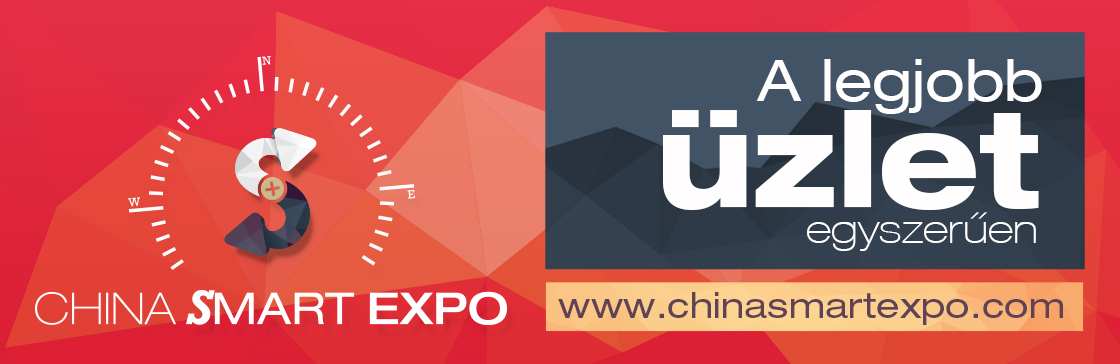 N
W
E
CHINA SMART EXPO
A legjobb
üzlet
egyszerűen
www.chinasmartexpo.com